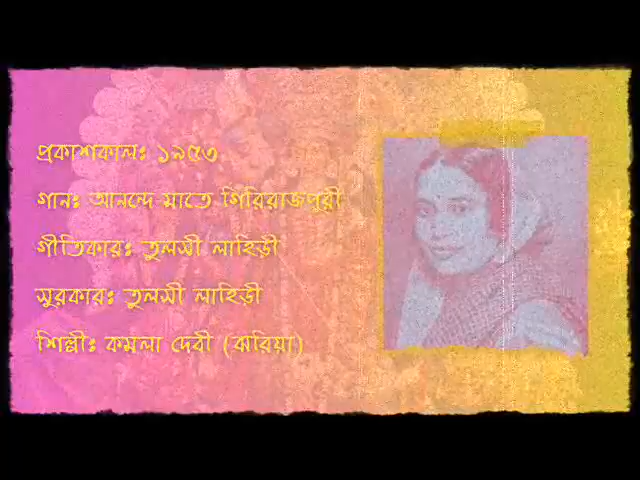 প্রকাশকালঃ ১৯৫৩
গানঃ আনন্দে মাতে গিরিরাজপুরী
গীতিকারঃ তুলসী লাহিড়ী
সুরকারঃ তুলসী লাহিড়ী
শিল্পীঃ কমলা দেবী (ঝরিয়া)